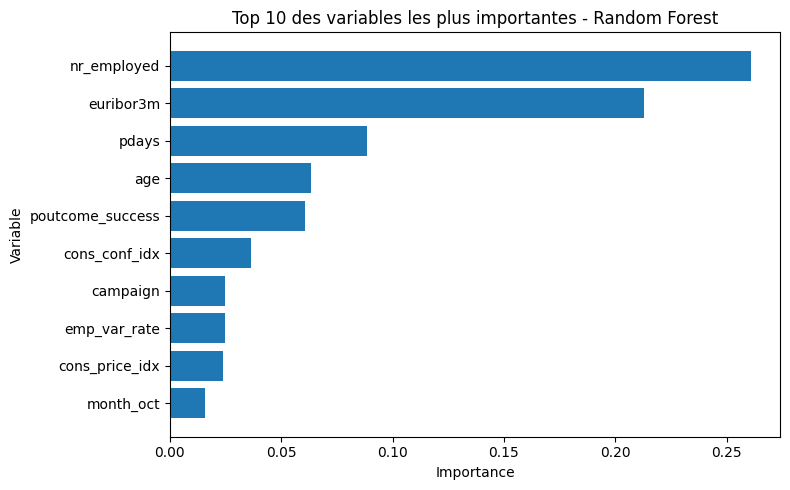 Top 10 des variables les plus importantes - Random Forest
Variable
nr_employed
euribor3m
pdays
age
poutcome_success
cons_conf_idx
campaign
emp_var_rate
cons_price_idx
month_oct
0.00 0.05 0.10 0.15 0.20 0.25
Importance